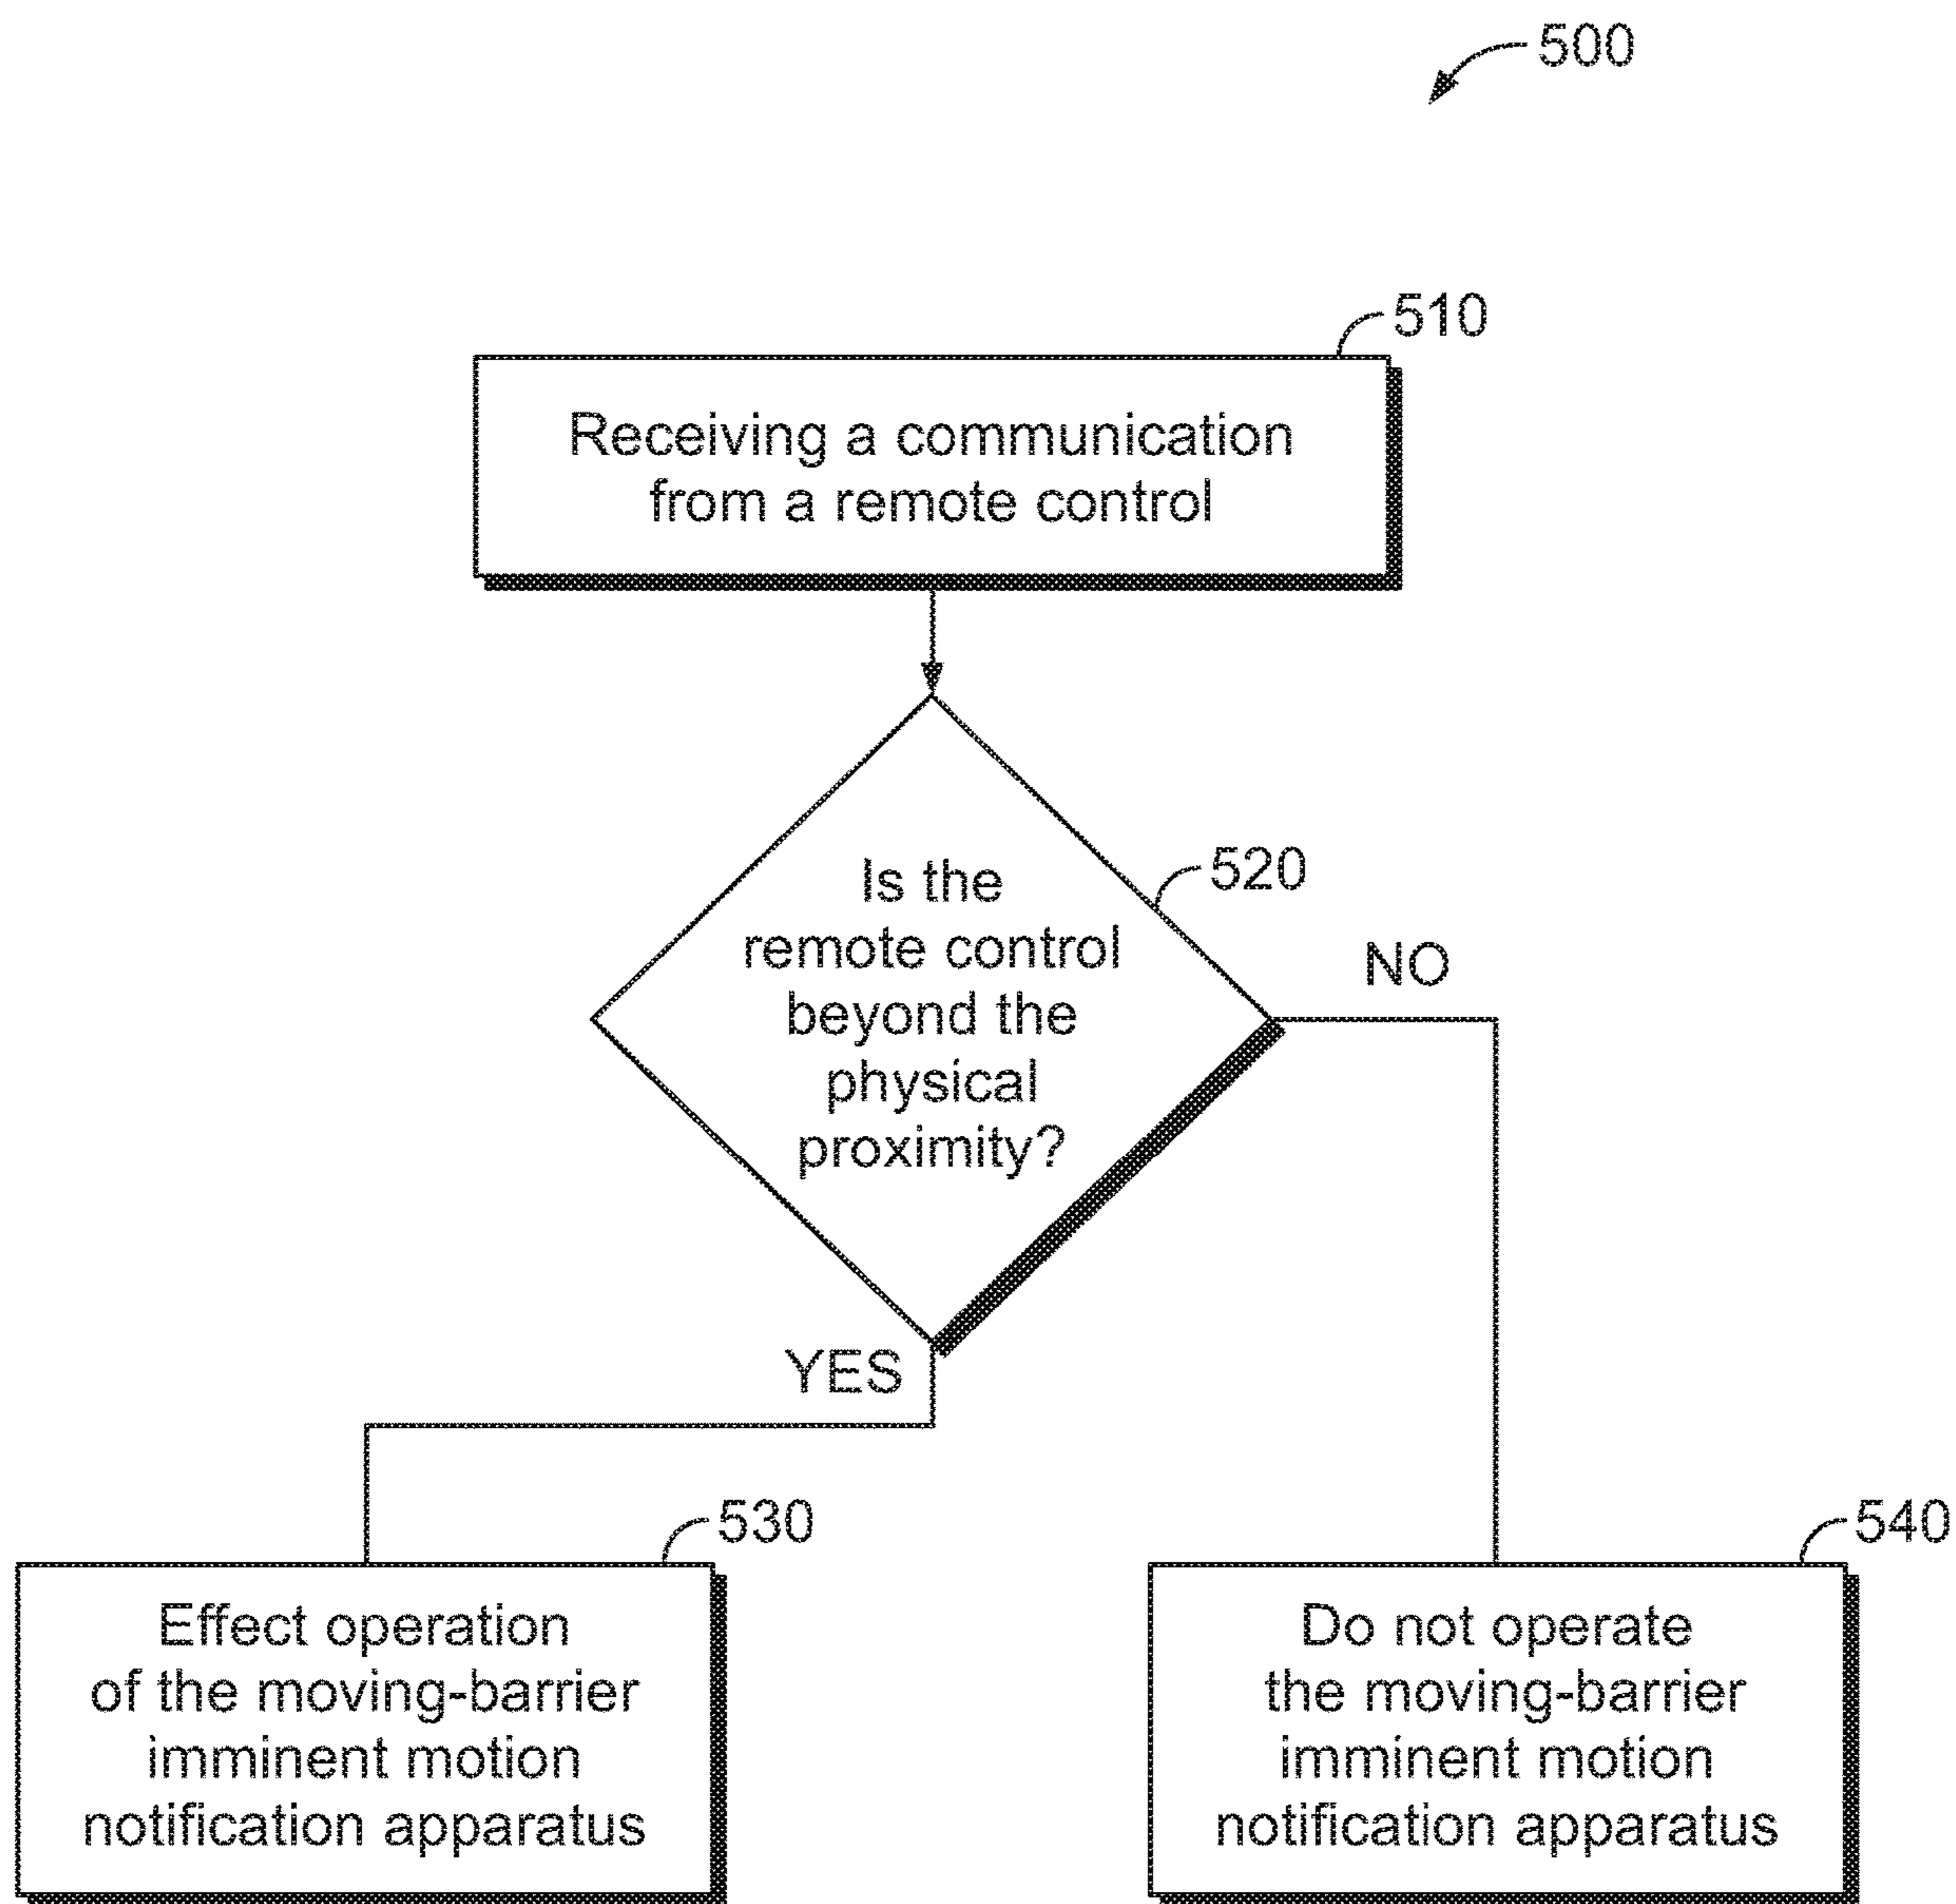 500
510
Receiving a communication
from a remote control
520
Is the
remote control
beyond the
physical
proximity?
NO
YES
530
Effect operation
of the moving-barrier
imminent motion
notification apparatus
540
Do not operate
the moving-barrier
imminent motion
notification apparatus